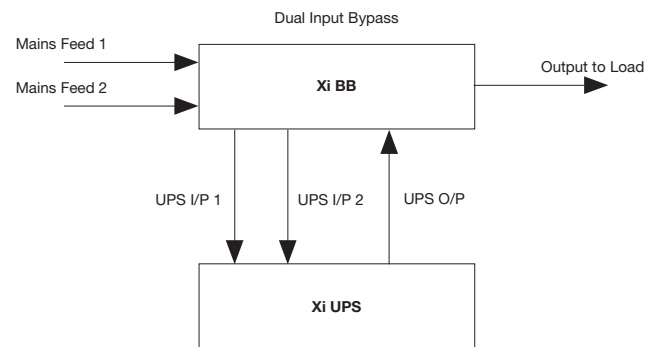 Dual Input Bypass
Mains Feed 1
Mains Feed 2
Xi BB
Output to Load
UPS I/P 1
UPS I/P 2
UPS O/P
Xi UPS